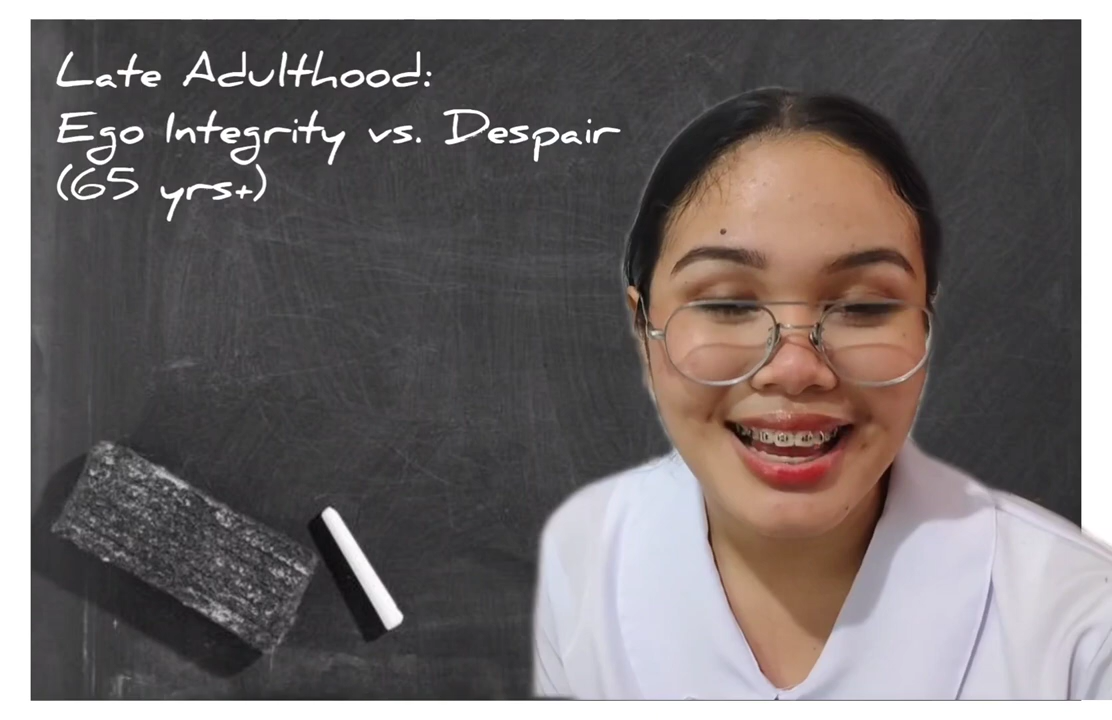 Late Adulthood:
Ego Integrity vs. Despair
(65 yrs+)